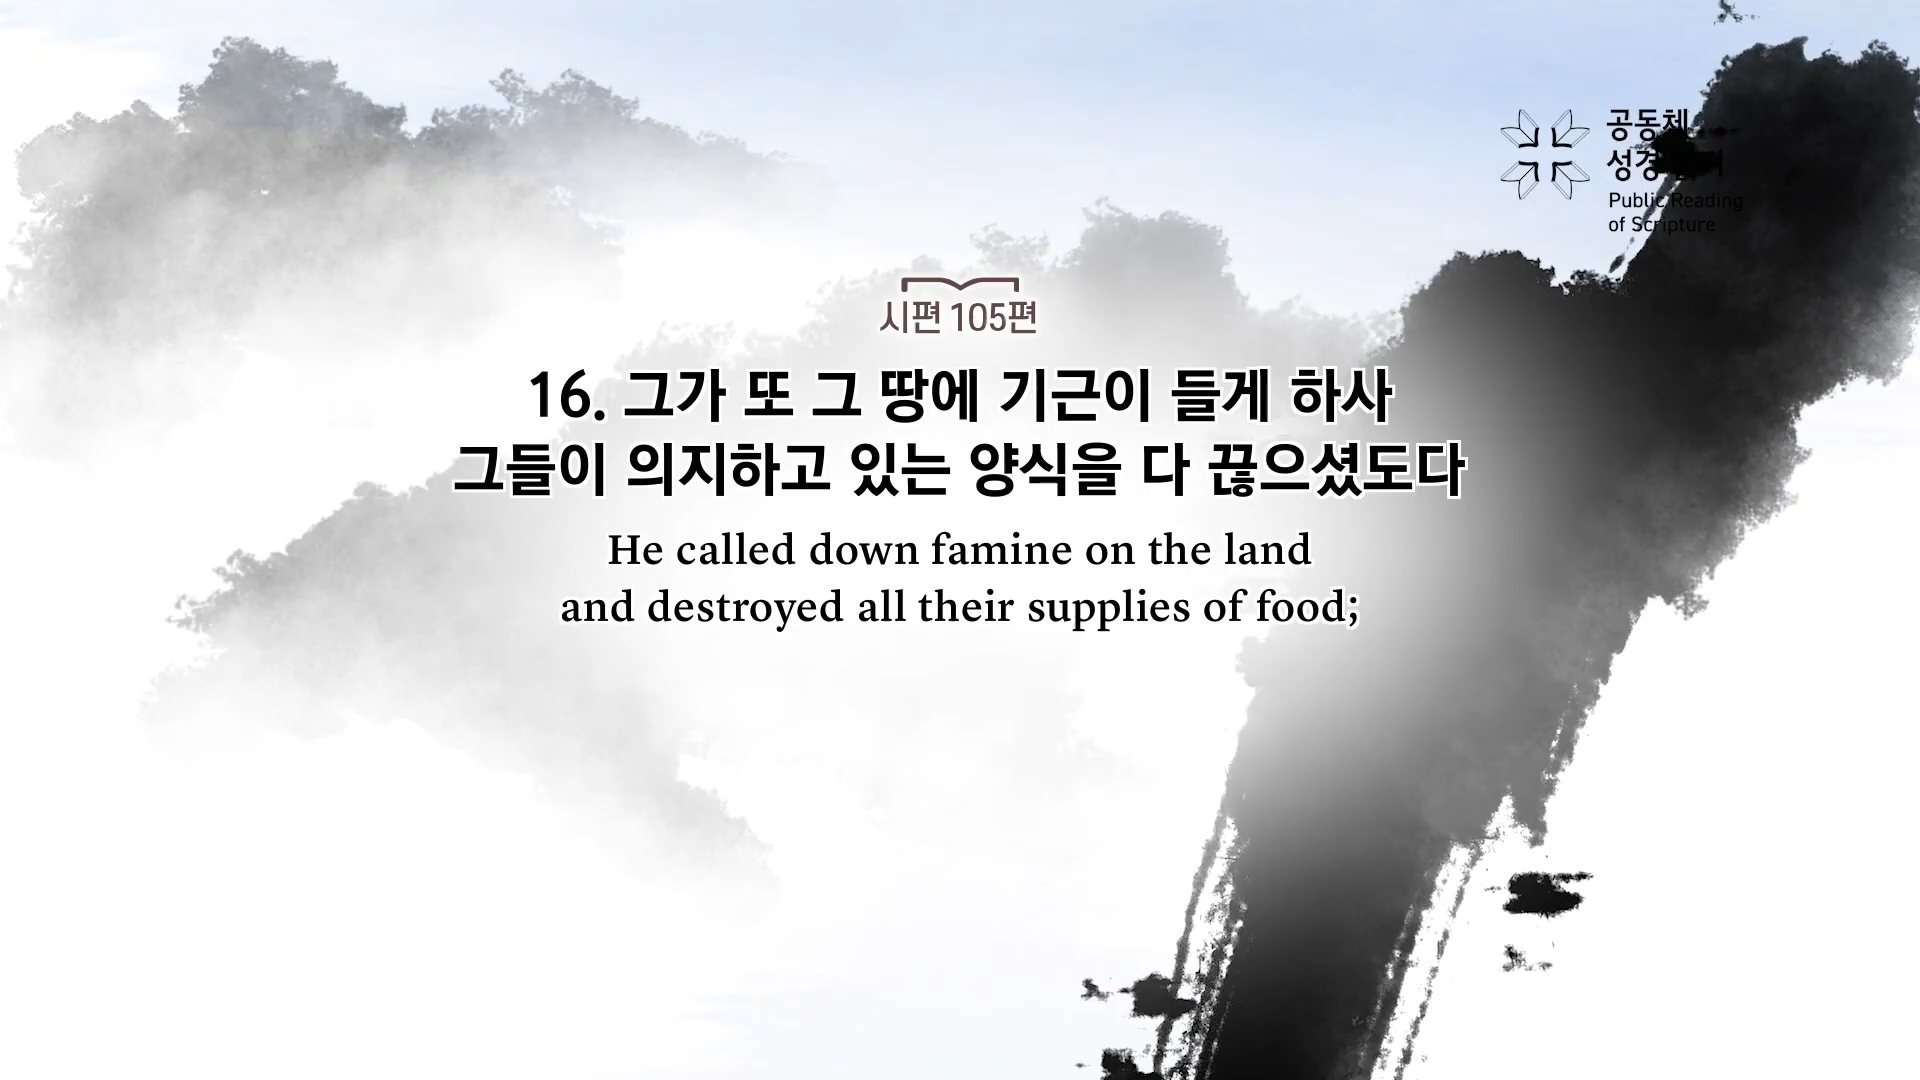 공동체
성경
Public Reading
of Scripture
시편 105편
16. 그가 또 그 땅에 기근이 들게 하사
그들이 의지하고 있는 양식을 다 끊으셨도다
He called down famine on the land
and destroyed all their supplies of food;